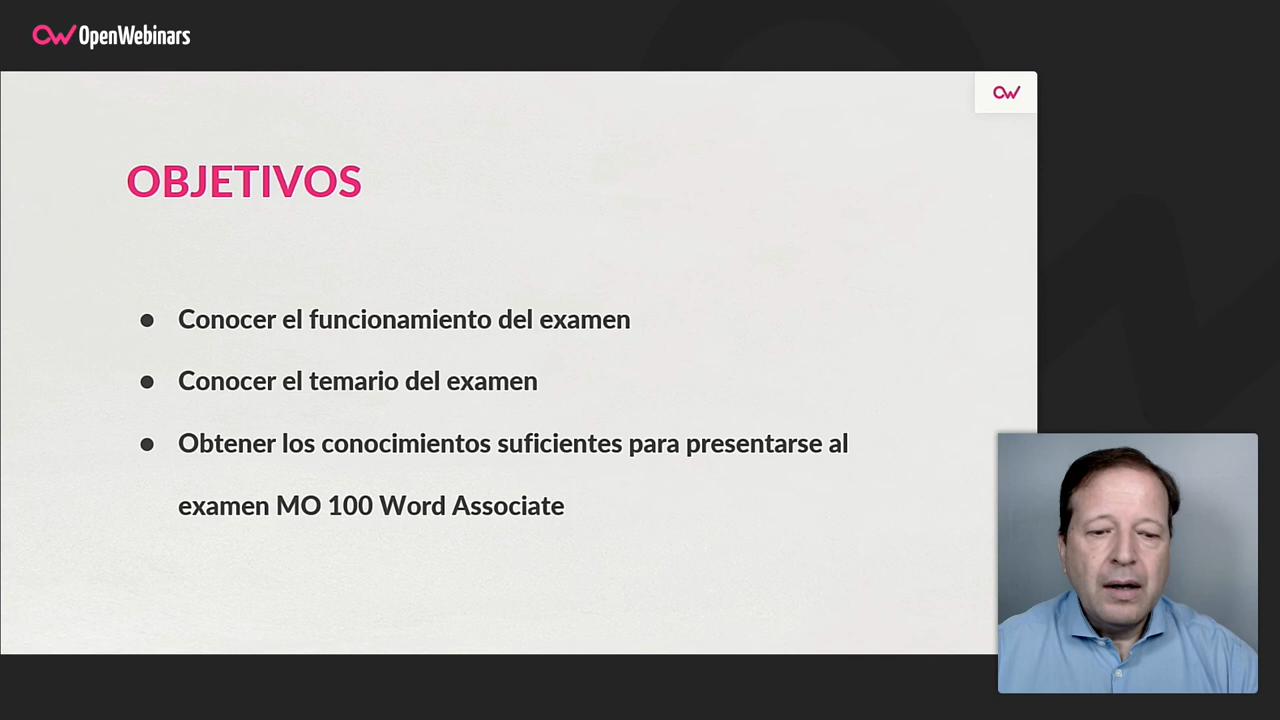 OpenWebinars
OBJETIVOS
● Conocer el funcionamiento del examen
● Conocer el temario del examen
● Obtener los conocimientos suficientes para presentarse al
examen MO 100 Word Associate